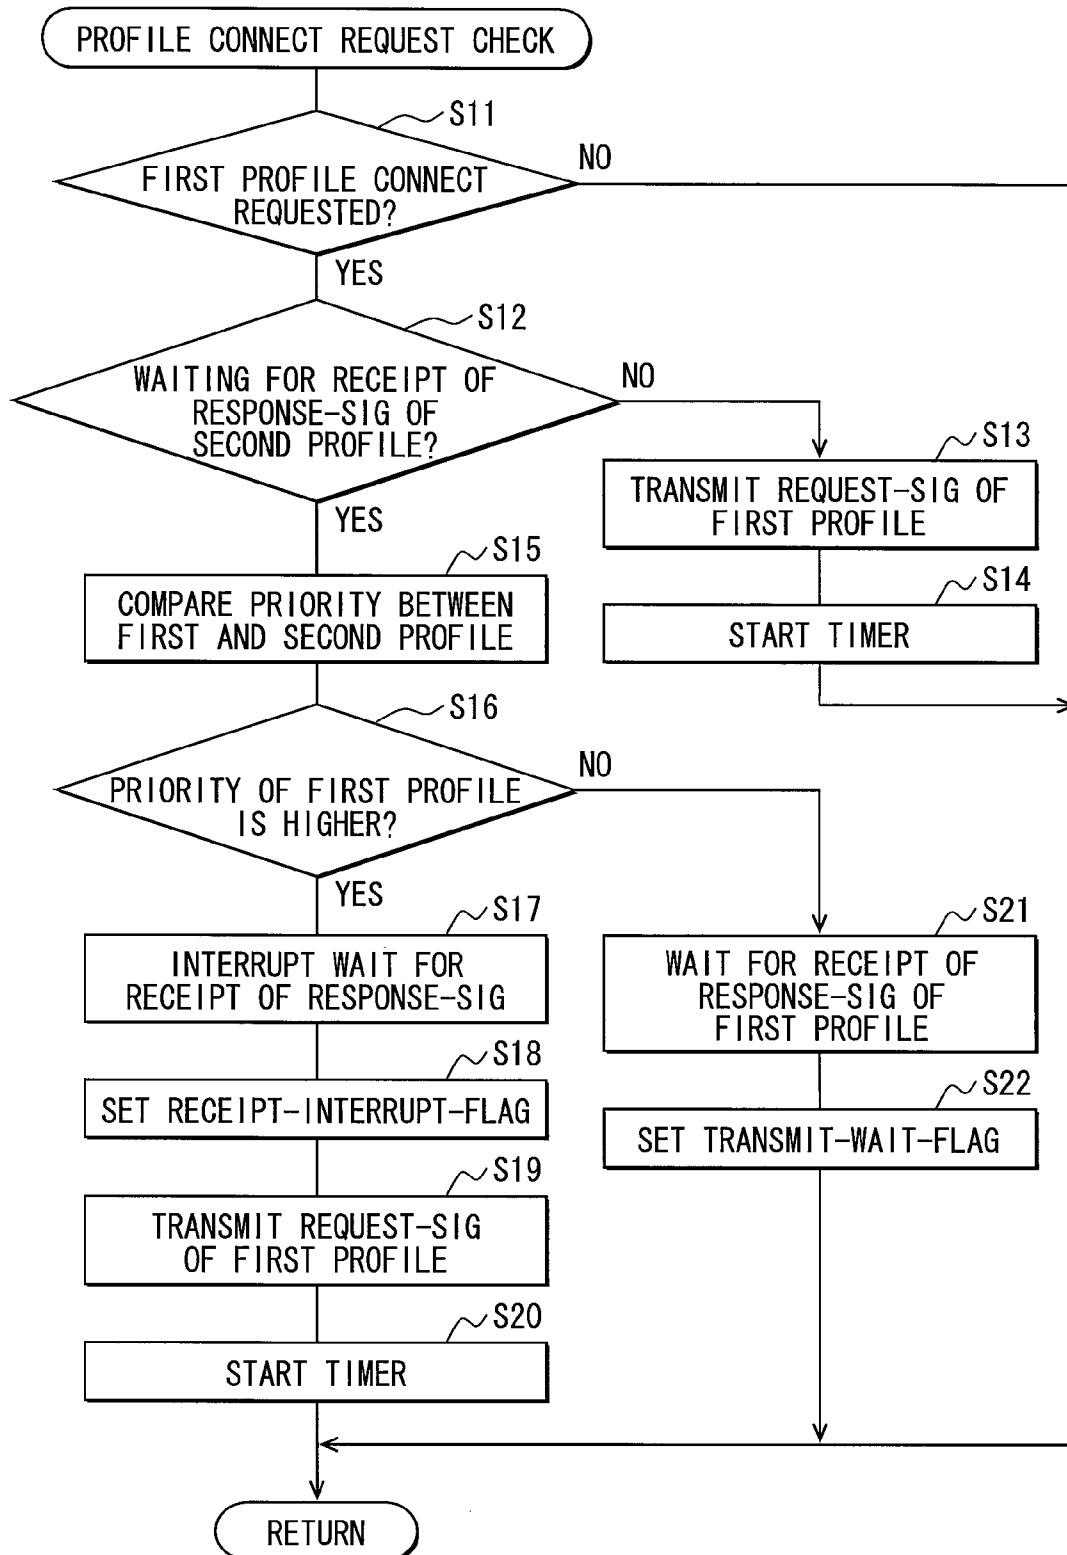 PROFILE CONNECT REQUEST CHECK
S11
FIRST PROFILE CONNECT
REQUESTED?
NO
YES
S12
WAITING FOR RECEIPT OF
RESPONSE-SIG OF
SECOND PROFILE?
NO
YES
S13
TRANSMIT REQUEST-SIG OF
FIRST PROFILE
S14
START TIMER
S15
COMPARE PRIORITY BETWEEN
FIRST AND SECOND PROFILE
S16
PRIORITY OF FIRST PROFILE
IS HIGHER?
NO
YES
S17
INTERRUPT WAIT FOR
RECEIPT OF RESPONSE-SIG
S18
SET RECEIPT-INTERRUPT-FLAG
S19
TRANSMIT REQUEST-SIG
OF FIRST PROFILE
S20
START TIMER
S21
WAIT FOR RECEIPT OF
RESPONSE-SIG OF
FIRST PROFILE
S22
SET TRANSMIT-WAIT-FLAG
RETURN